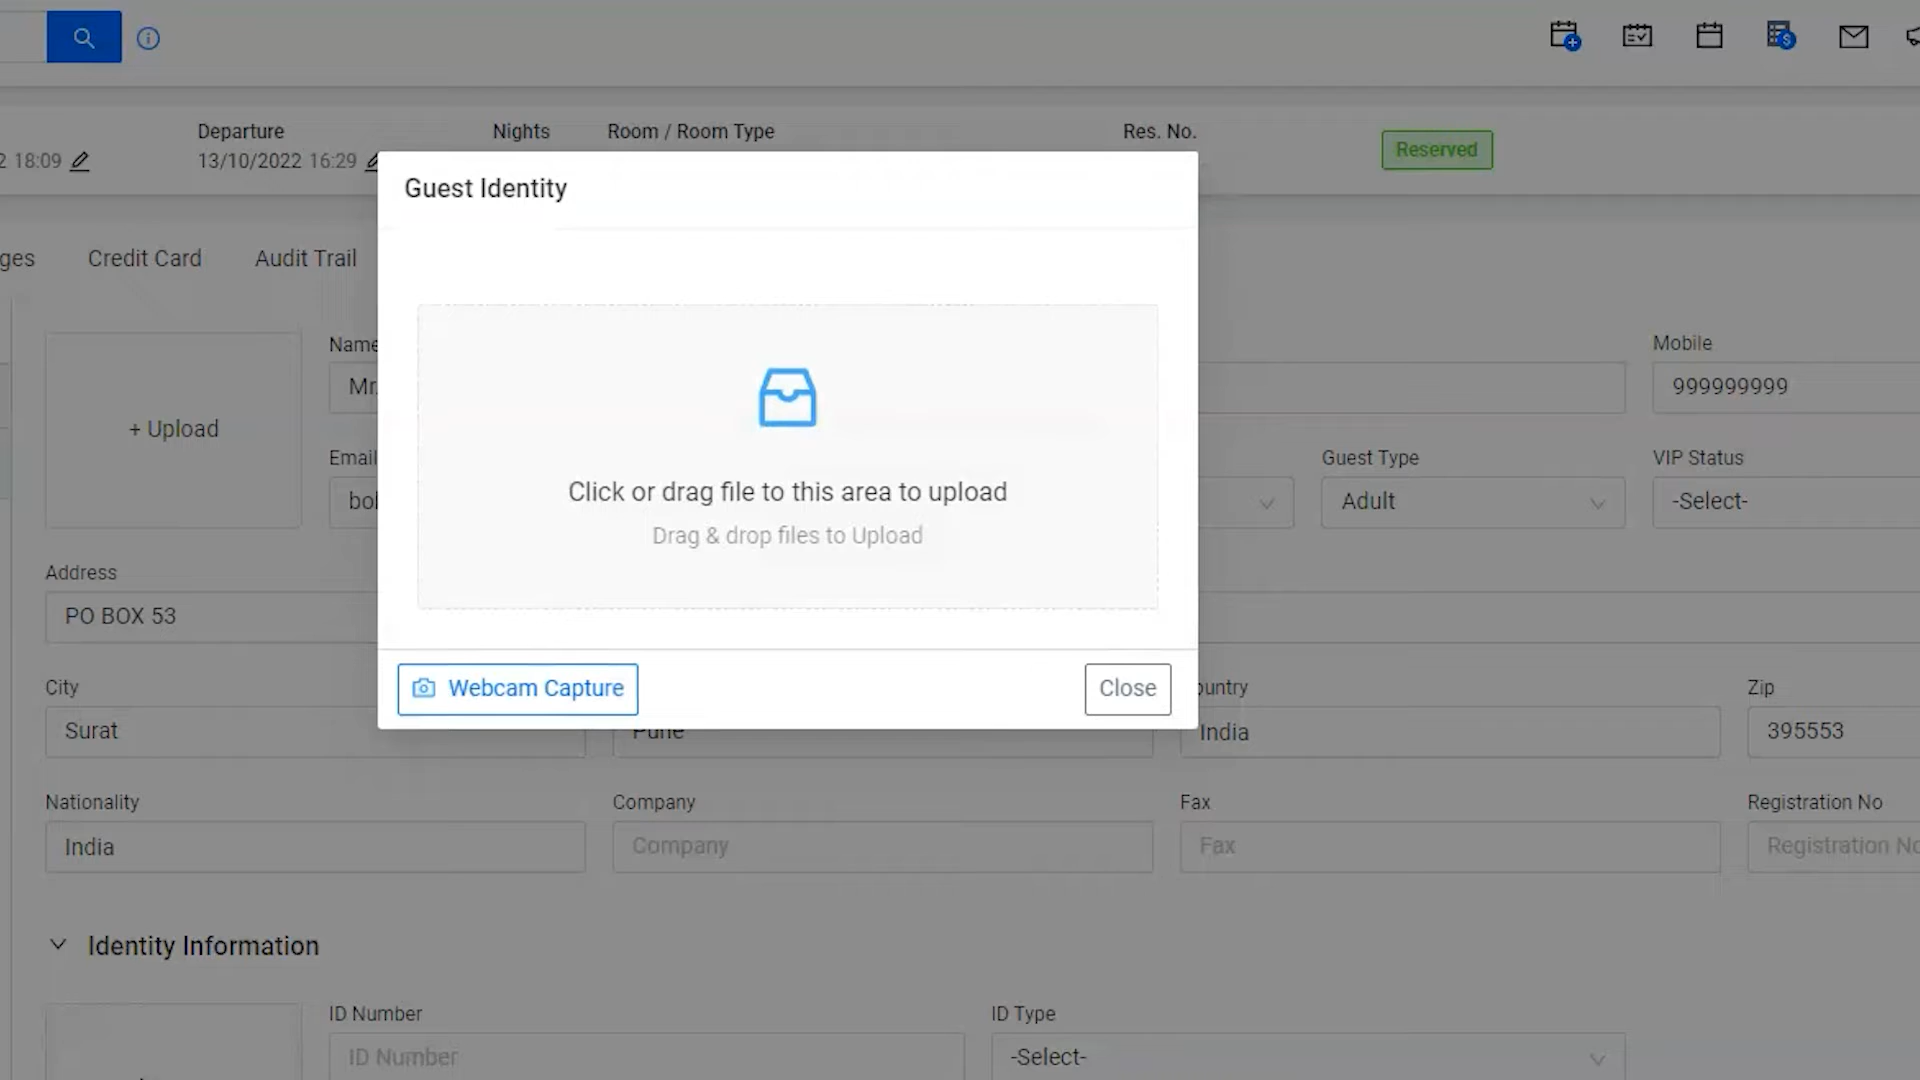 Departure
Nights
Room / Room Type
Res. No.
Reserved
2 18:09
13/10/2022 16:29
Guest Identity
ges
Credit Card
Audit Trail
Name
Mobile
Mr.
999999999
+ Upload
Email
Guest Type
VIP Status
Click or drag file to this area to upload
Adult
-Select-
Drag & drop files to Upload
Address
PO BOX 53
Webcam Capture
Close
City
ountry
Zip
Surat
Pune
India
395553
Nationality
Company
Fax
Registration No
India
Company
Fax
Registration No
Identity Information
ID Number
ID Type
ID Number
-Select-